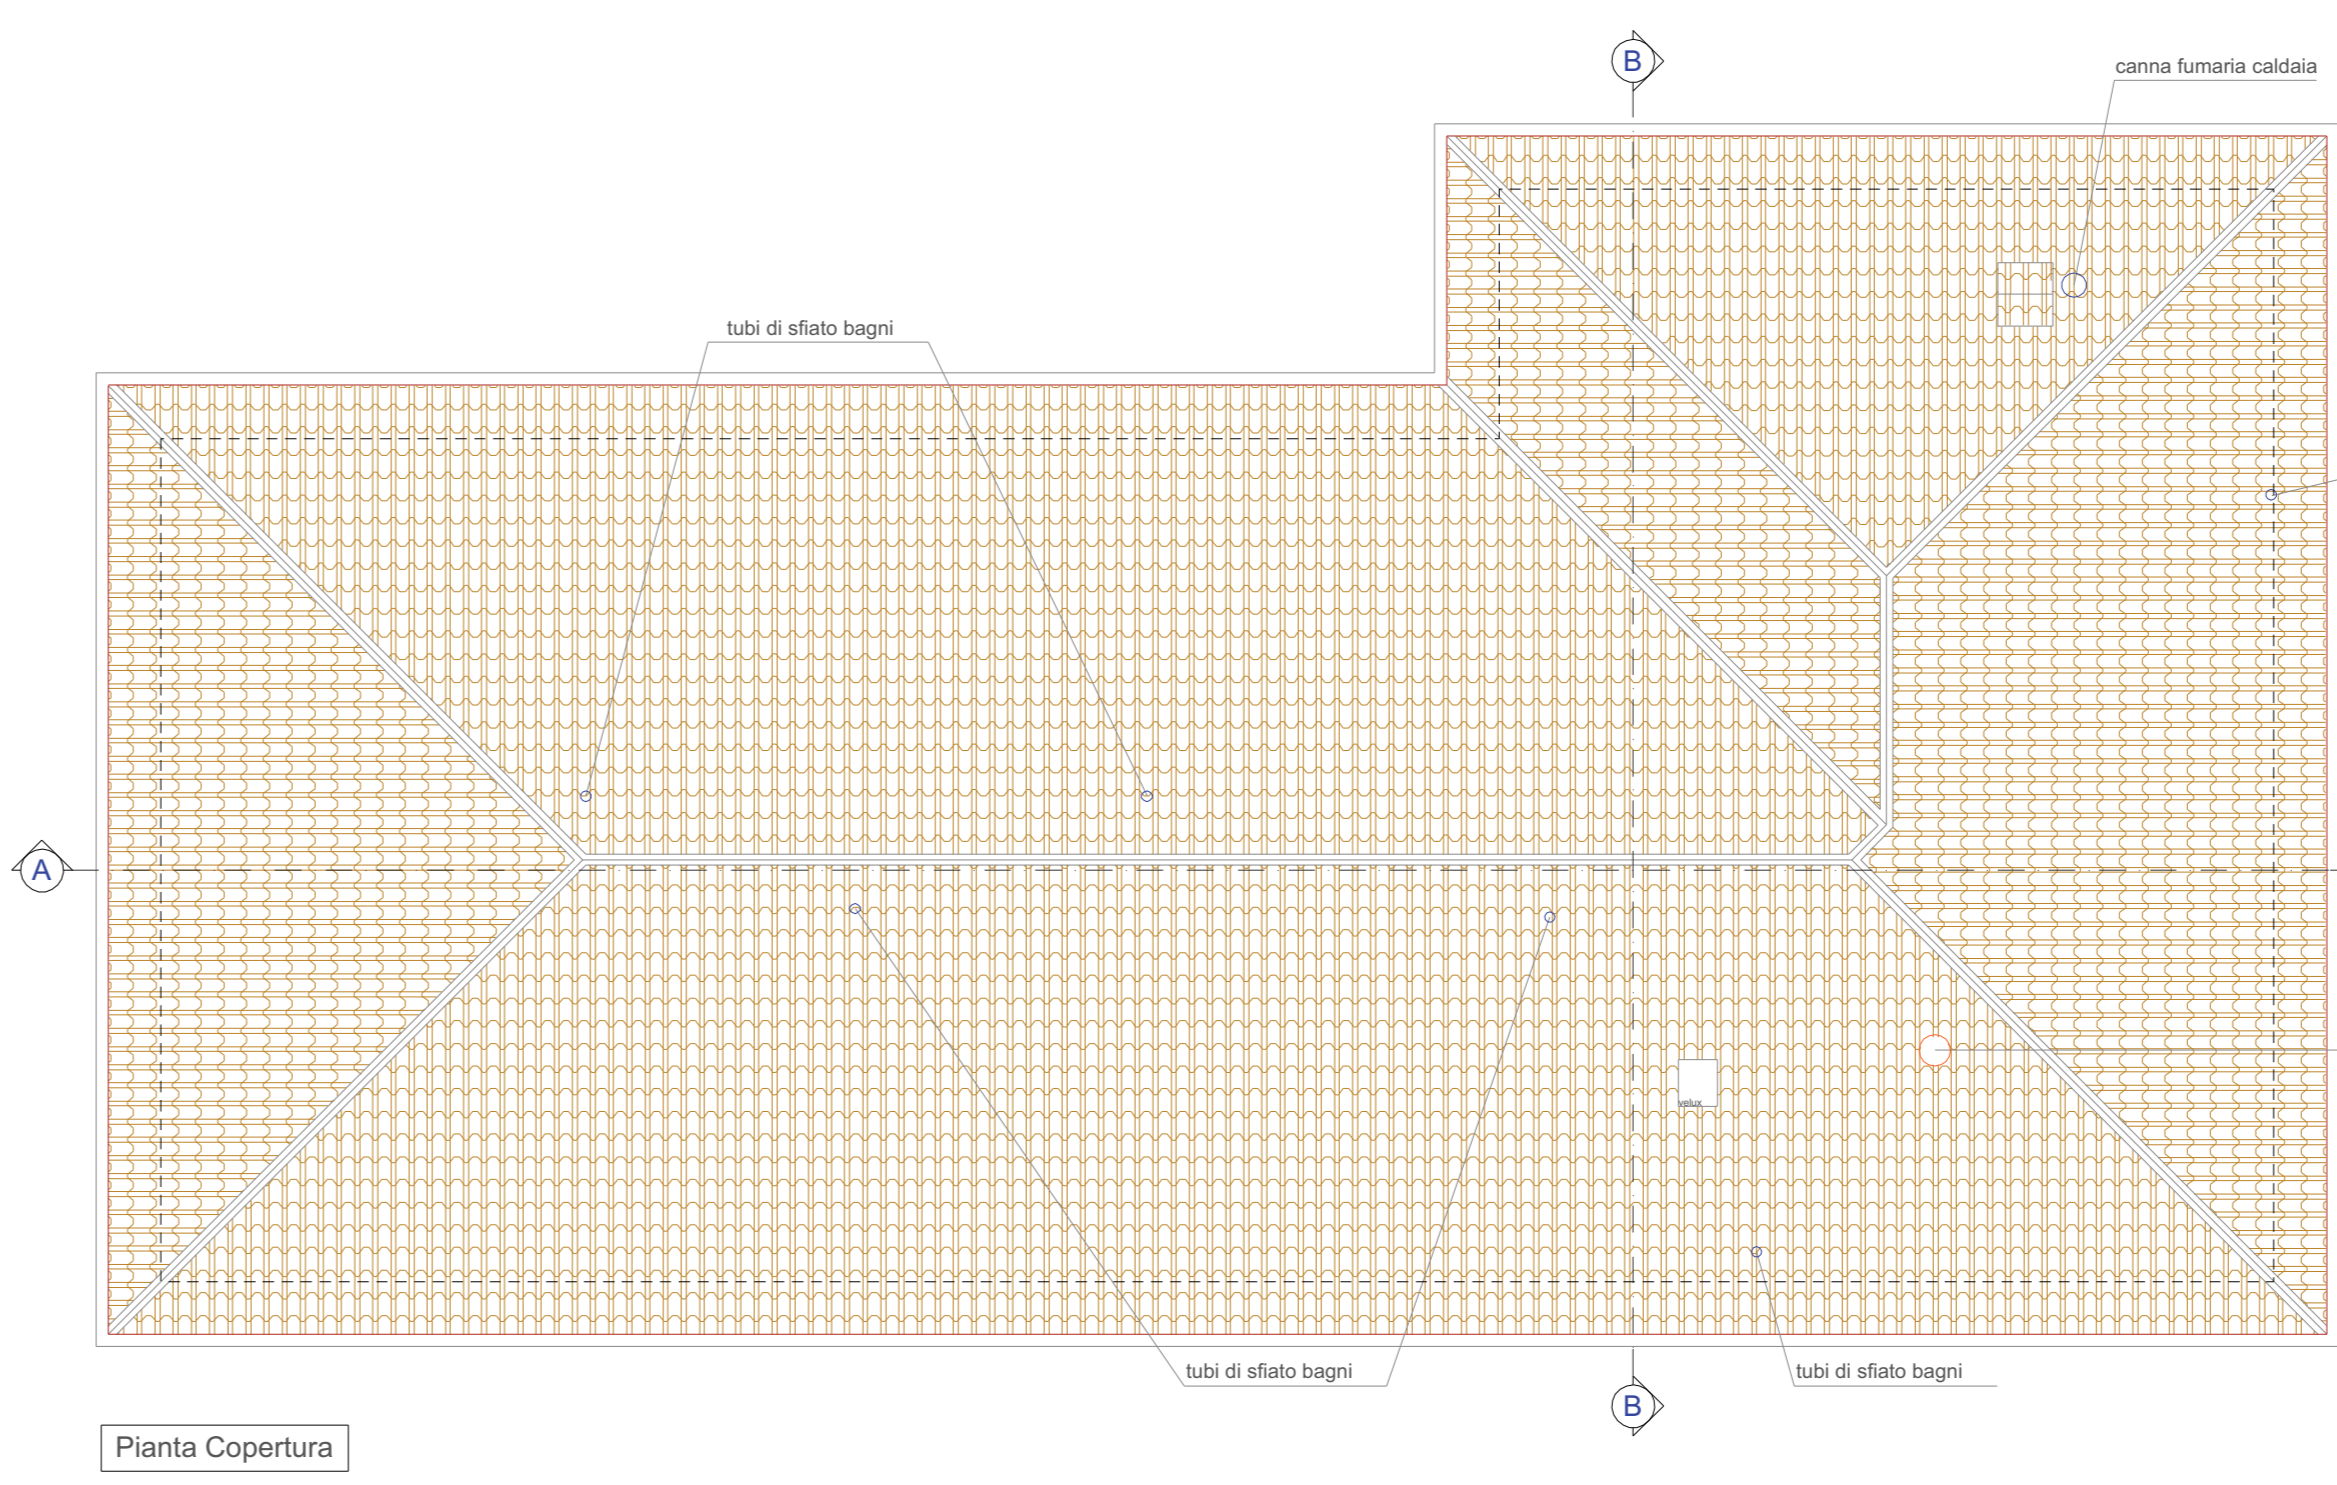 B
canna fumaria caldaia
tubi di sfiato bagni
A
velux
tubi di sfiato bagni
tubi di sfiato bagni
B
Pianta Copertura